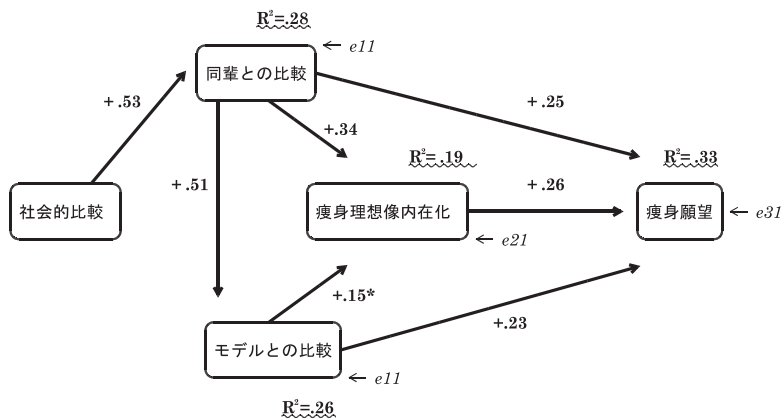 R²=.28
e11
同輩との比較
+.53
+.25
+.34
R²=.19
R²=.33
+.51
+.26
社会的比較
痩身理想像内在化
痩身願望
e31
e21
+.15*
+.23
モデルとの比較
e11
R²=.26